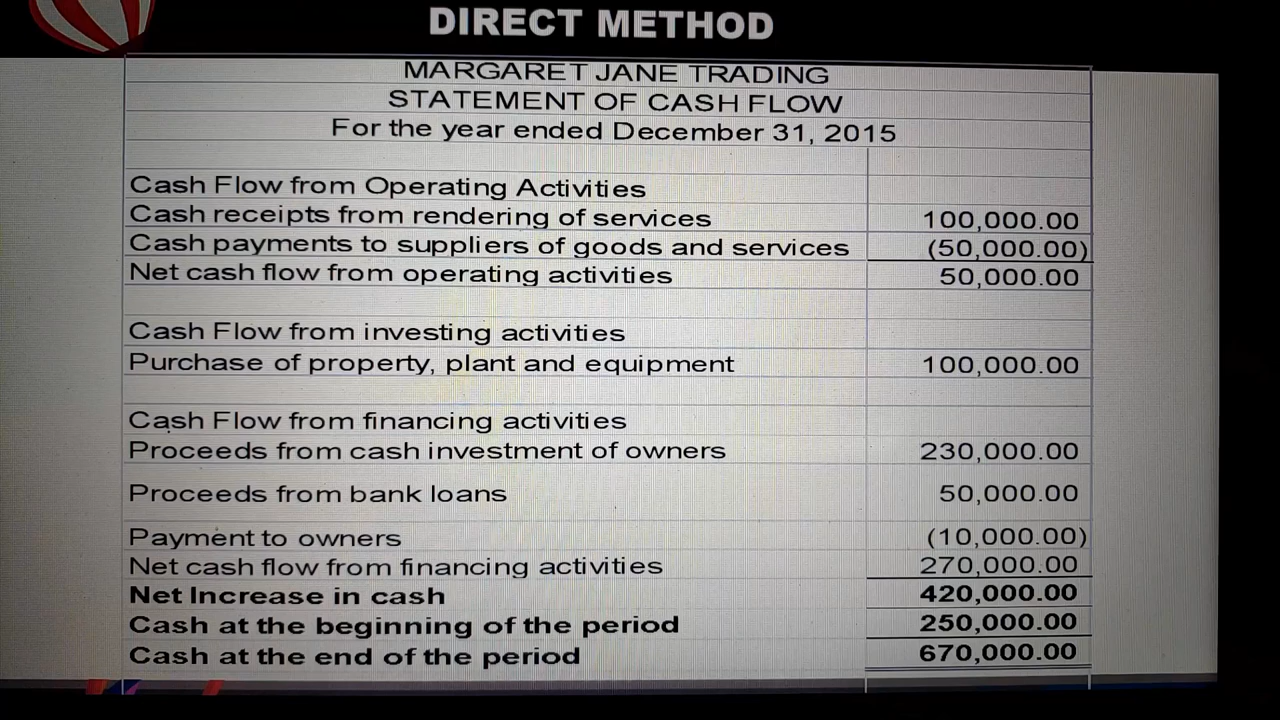 DIRECT METHOD
MARGARET JANE TRADING
STATEMENT OF CASH FLOW
For the year ended December 31, 2015
Cash Flow from Operating Activities
Cash receipts from rendering of services 100,000.00
Cash payments to suppliers of goods and services (50,000.00)
Net cash flow from operating activities 50,000.00
Cash Flow from investing activities
Purchase of property, plant and equipment 100,000.00
Cash Flow from financing activities
Proceeds from cash investment of owners 230,000.00
Proceeds from bank loans 50,000.00
Payment to owners (10,000.00)
Net cash flow from financing activities 270,000.00
Net Increase in cash 420,000.00
Cash at the beginning of the period 250,000.00
Cash at the end of the period 670,000.00